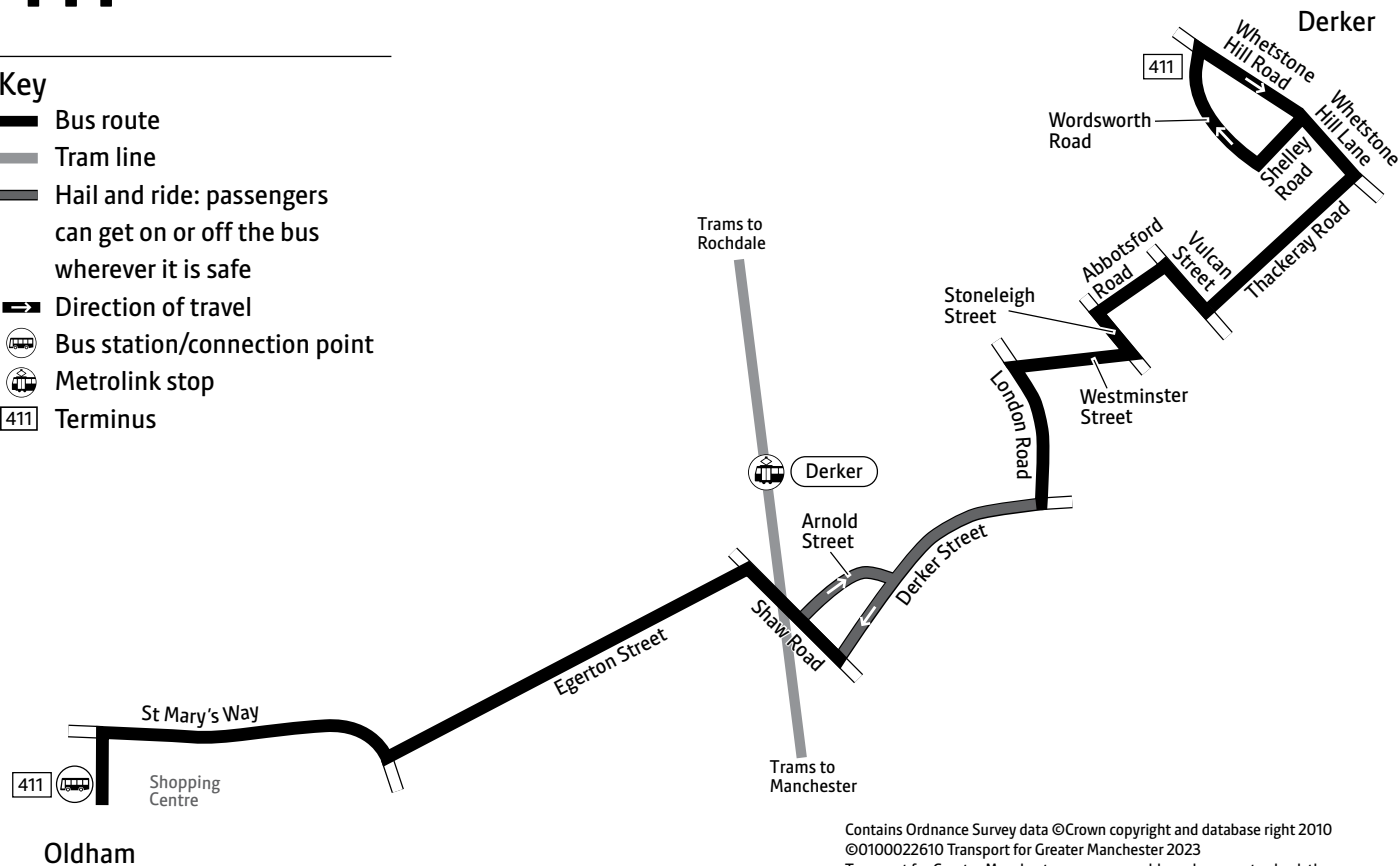 Derker
Key
Bus route
Tram line
Hail and ride: passengers
can get on or off the bus
wherever it is safe
Direction of travel
Bus station/connection point
Metrolink stop
411 Terminus
411
Whetstone
Hill Road
Whetstone
Hill Lane
Wordsworth
Road
Shelley
Road
Thackeray Road
Vulcan
Street
Abbotsford
Road
Stoneleigh
Street
Westminster
Street
London Road
Trams to
Rochdale
Derker
Arnold
Street
Derker Street
Shaw Road
Egerton Street
St Mary's Way
411
Shopping
Centre
Trams to
Manchester
Oldham
Contains Ordnance Survey data ©Crown copyright and database right 2010
©0100022610 Transport for Greater Manchester 2023